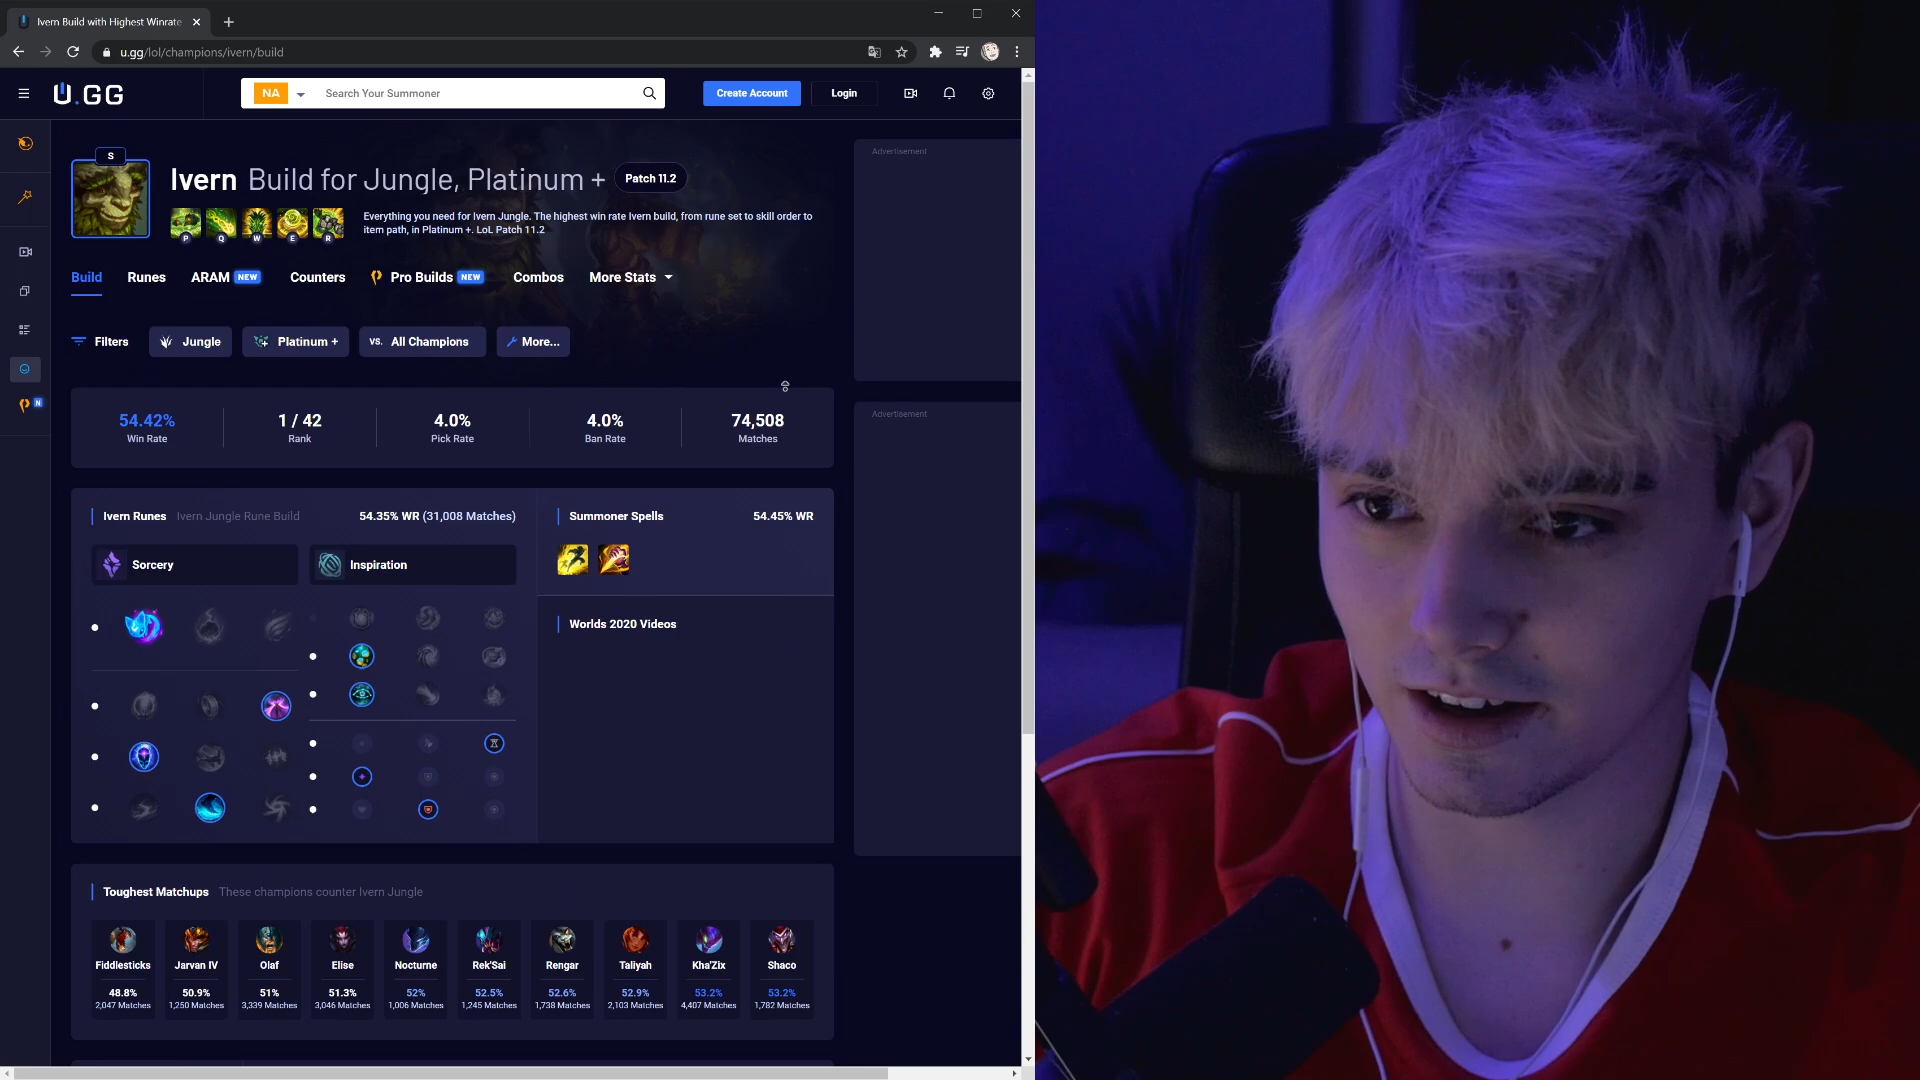 Ivern Build with Highest Winrate
u.gg/lol/champions/ivern/build
U.GG
NA
Search Your Summoner
Create Account
Login
S
Ivern Build for Jungle, Platinum +
Patch 11.2
P
Q
W
E
R
Everything you need for Ivern Jungle. The highest win rate Ivern build, from rune set to skill order to
item path, in Platinum +. LoL Patch 11.2
Build
Runes
ARAM NEW
Counters
Pro Builds NEW
Combos
More Stats
Filters
Jungle
Platinum +
VS. All Champions
More...
N
54.42%
Win Rate
1 / 42
Rank
4.0%
Pick Rate
4.0%
Ban Rate
74,508
Matches
Ivern Runes
Ivern Jungle Rune Build
54.35% WR (31,008 Matches)
Sorcery
Inspiration
Summoner Spells
54.45% WR
Worlds 2020 Videos
Toughest Matchups
These champions counter Ivern Jungle
Fiddlesticks
48.8%
2,047 Matches
Jarvan IV
50.9%
1,250 Matches
Olaf
51%
3,339 Matches
Elise
51.3%
3,046 Matches
Nocturne
52%
1,006 Matches
Rek'Sai
52.5%
1,245 Matches
Rengar
52.6%
1,738 Matches
Taliyah
52.9%
2,103 Matches
Kha'Zix
53.2%
4,407 Matches
Shaco
53.2%
1,782 Matches
Advertisement
Advertisement